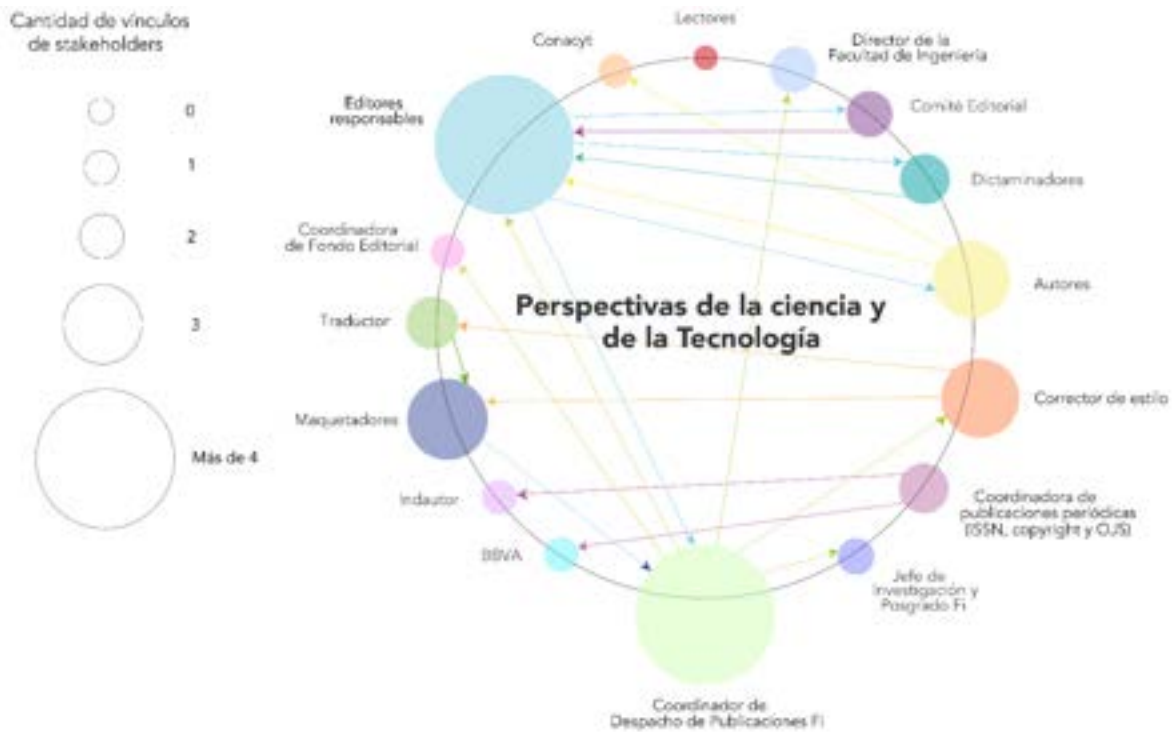 Cantidad de vínculos
de stakeholders
0
1
2
3
Más de 4
Lectores
Conacyt
Director de la
Facultad de Ingeniería
Editores
responsables
Comité Editorial
Dictaminadores
Coordinadora
de Fondo Editorial
Autores
Perspectivas de la ciencia y
de la Tecnología
Traductor
Corrector de estilo
Maquetadores
Indautor
Coordinadora de
publicaciones periódicas
(ISSN, copyright y OJS)
BBVA
Jefe de
Investigación y
Posgrado Fi
Coordinador de
Despacho de Publicaciones Fi